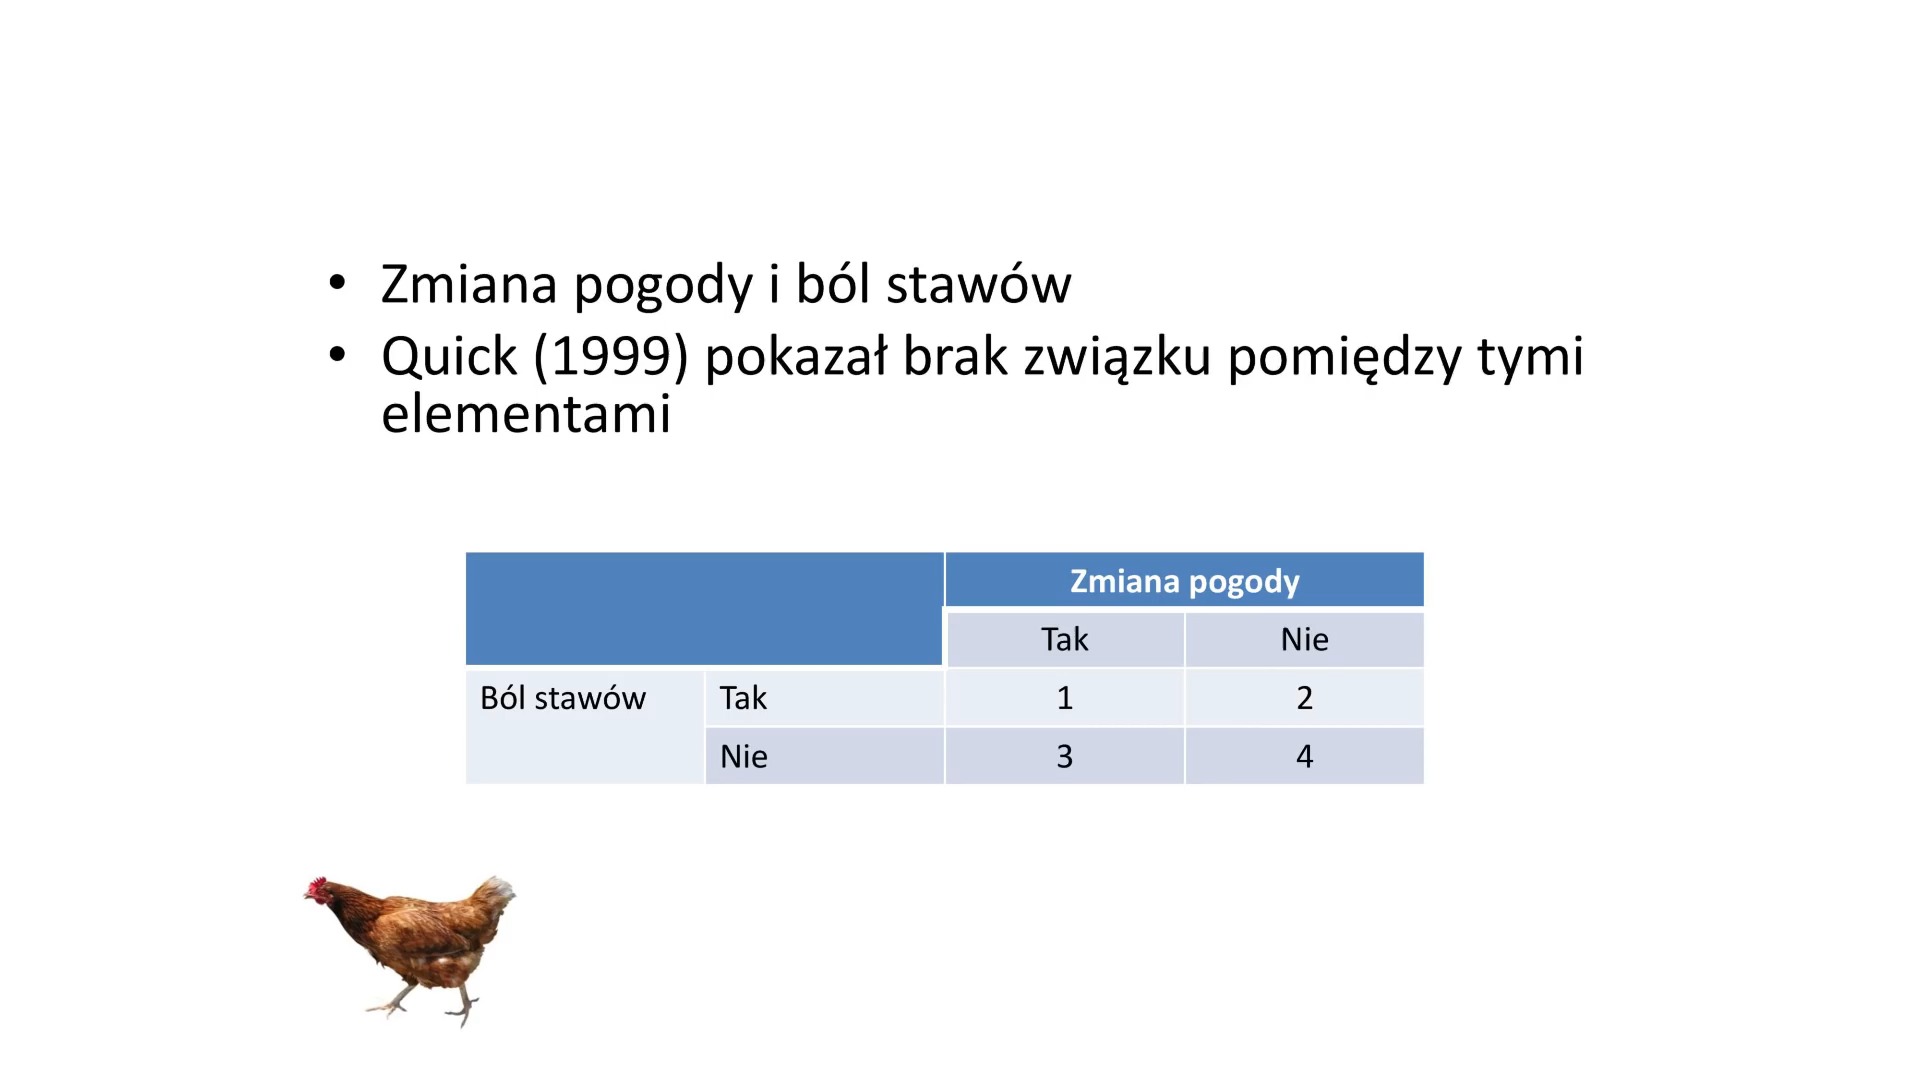 • Zmiana pogody i ból stawów
• Quick (1999) pokazał brak związku pomiędzy tymi
elementami
Zmiana pogody
Tak Nie
Ból stawów Tak 1 2
Nie 3 4